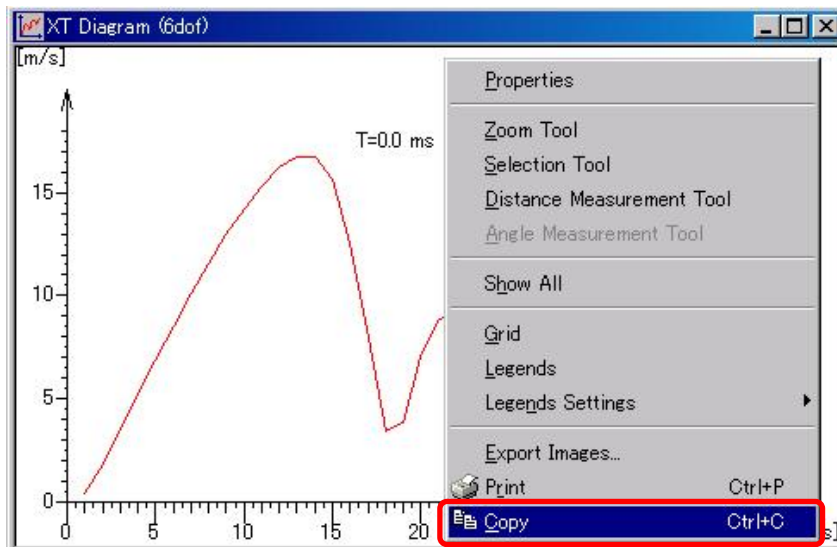 XT Diagram (6dof)
[m/s]
T=0.0 ms
15
10
5
0
0 5 10 15 20
s]
Properties
Zoom Tool
Selection Tool
Distance Measurement Tool
Angle Measurement Tool
Show All
Grid
Legends
Legends Settings
Export Images...
Print Ctrl+P
Copy Ctrl+C